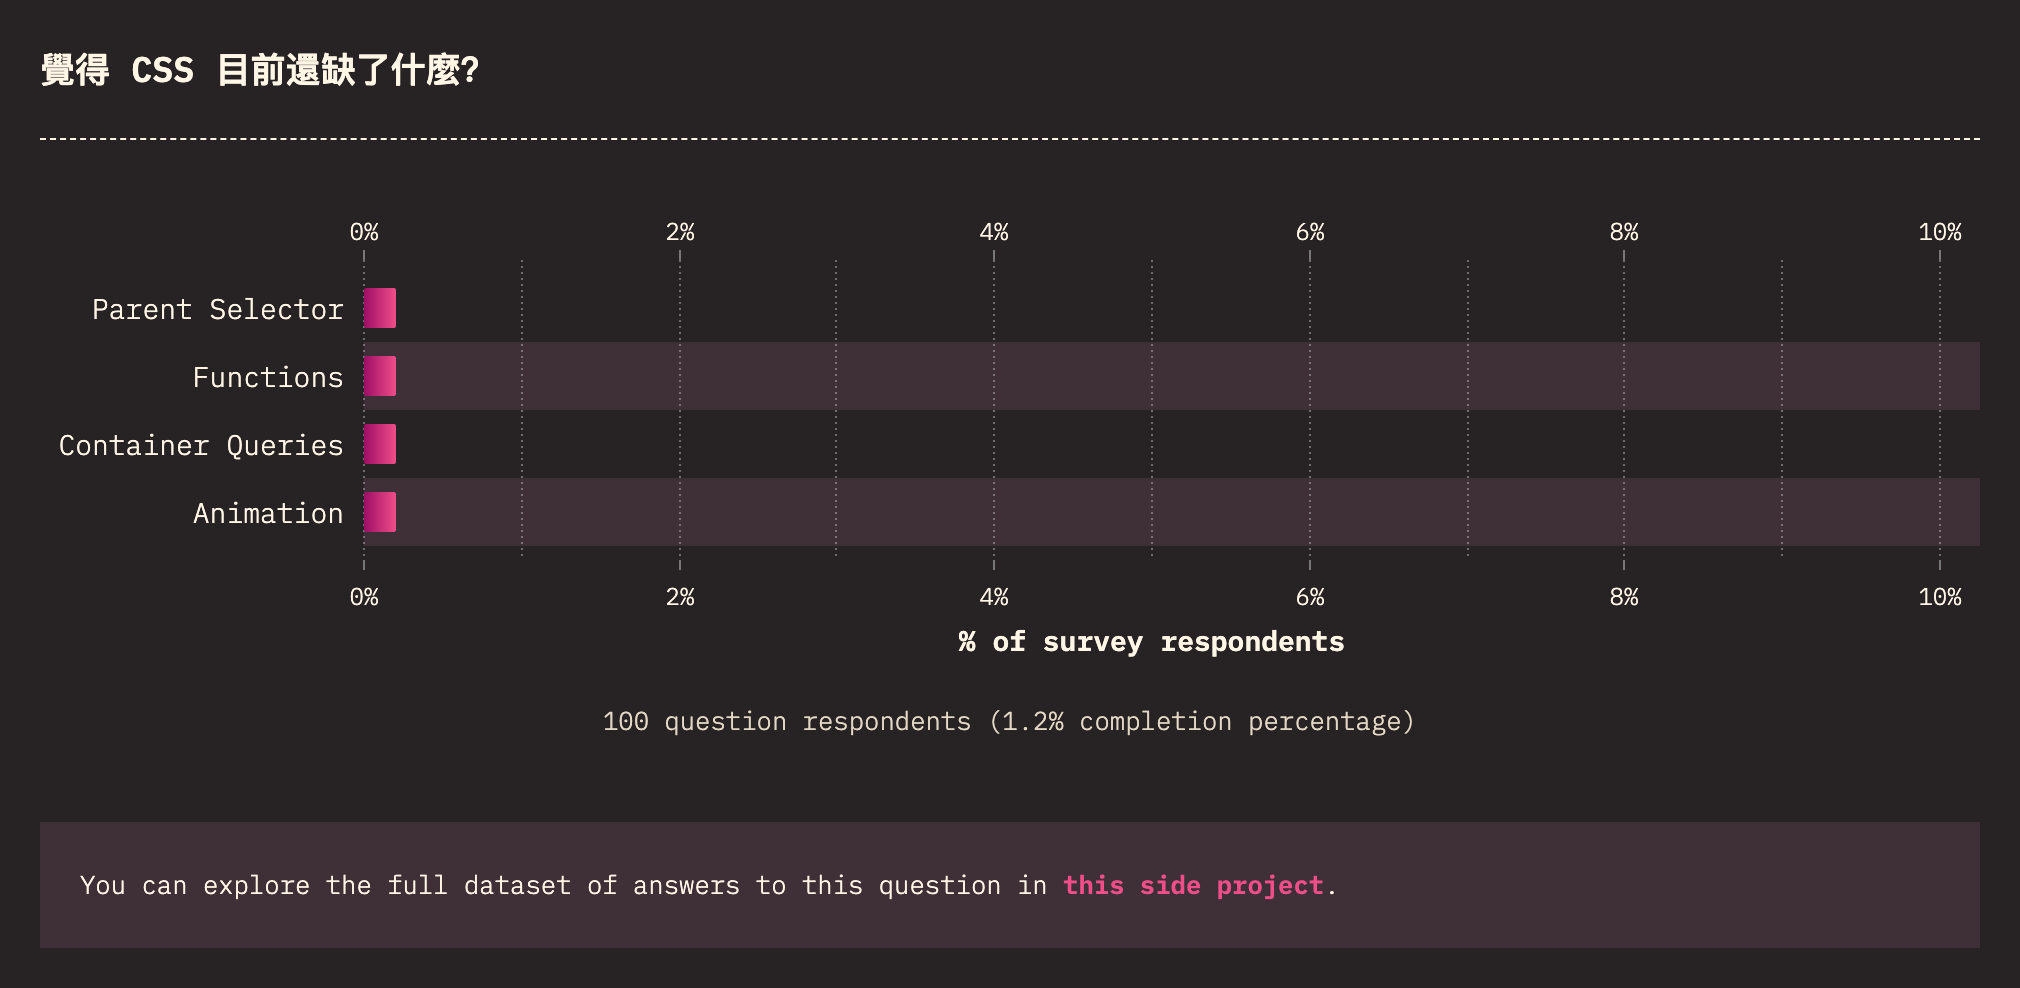 覺得 CSS 目前還缺了什麼?
0% 2% 4% 6% 8% 10%
Parent Selector
Functions
Container Queries
Animation
0% 2% 4% 6% 8% 10%
% of survey respondents
100 question respondents (1.2% completion percentage)
You can explore the full dataset of answers to this question in this side project.